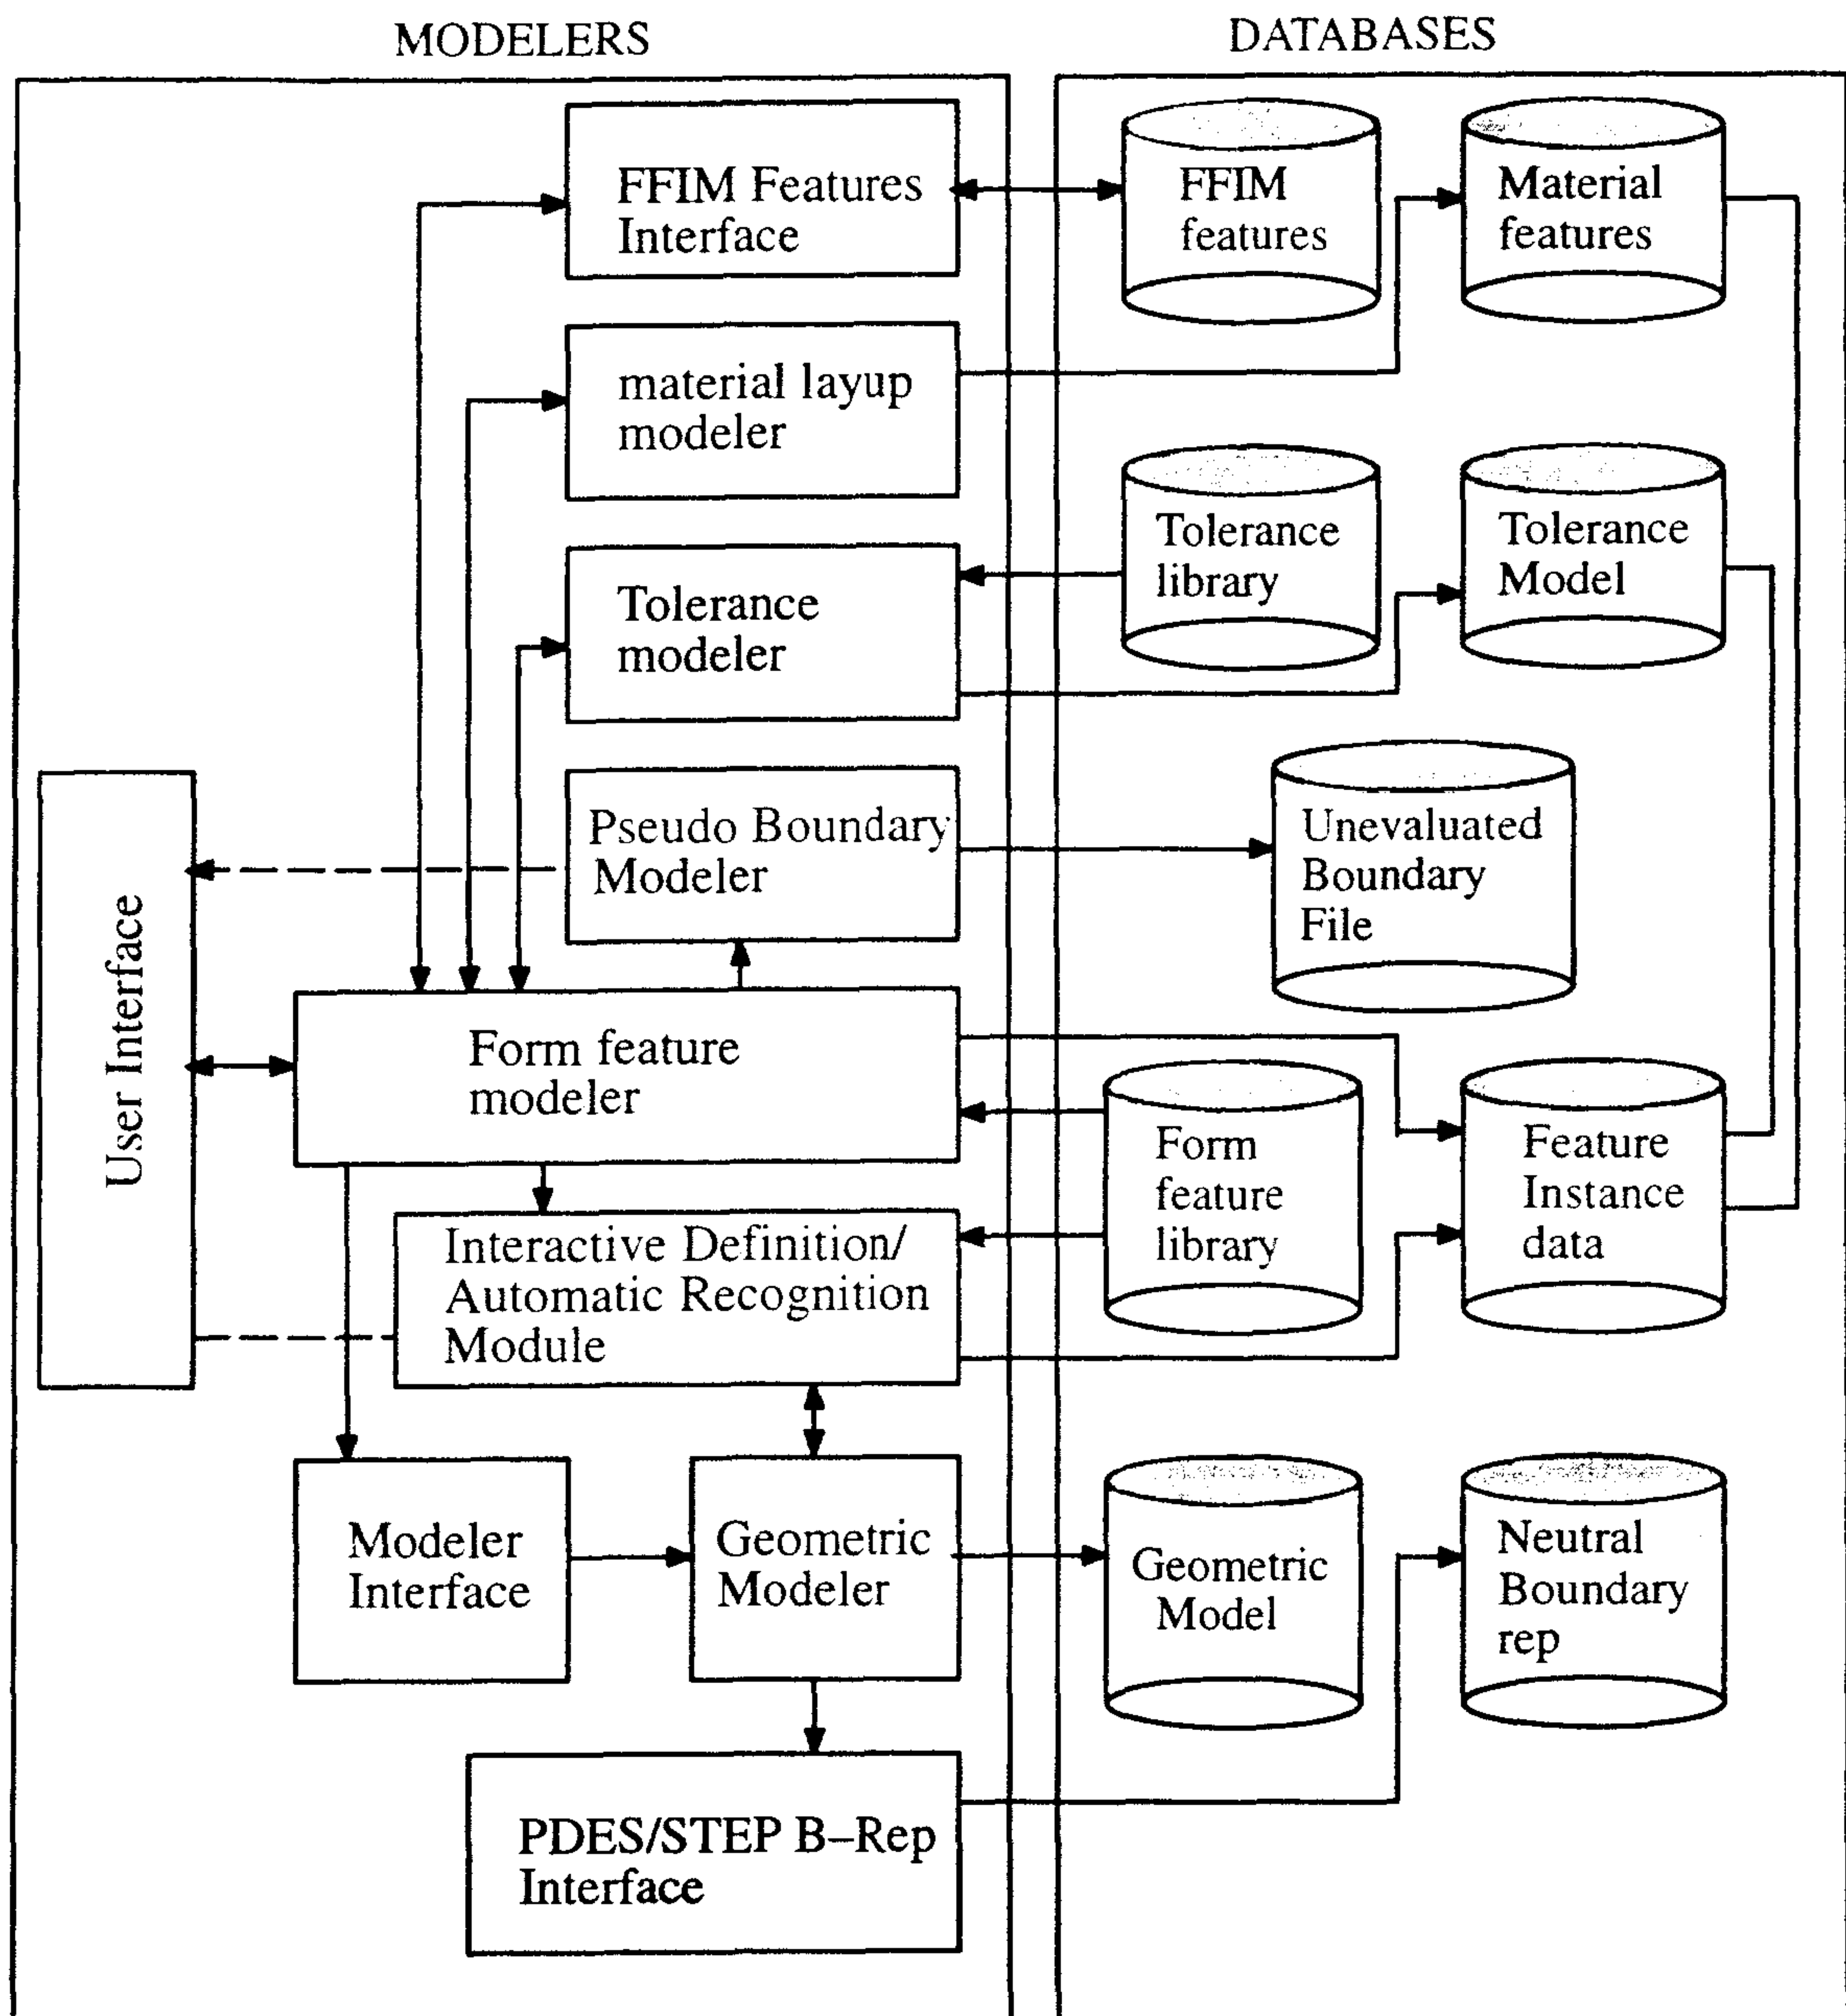 MODELERS
DATABASES
FFIM Features
Interface
FFIM
features
Material
features
material layup
modeler
Tolerance
modeler
Tolerance
library
Tolerance
Model
Pseudo Boundary
Modeler
Unevaluated
Boundary
File
User Interface
Form feature
modeler
Form
feature
library
Feature
Instance
data
Interactive Definition/
Automatic Recognition
Module
Modeler
Interface
Geometric
Modeler
Geometric
Model
Neutral
Boundary
rep
PDES/STEP B–Rep
Interface